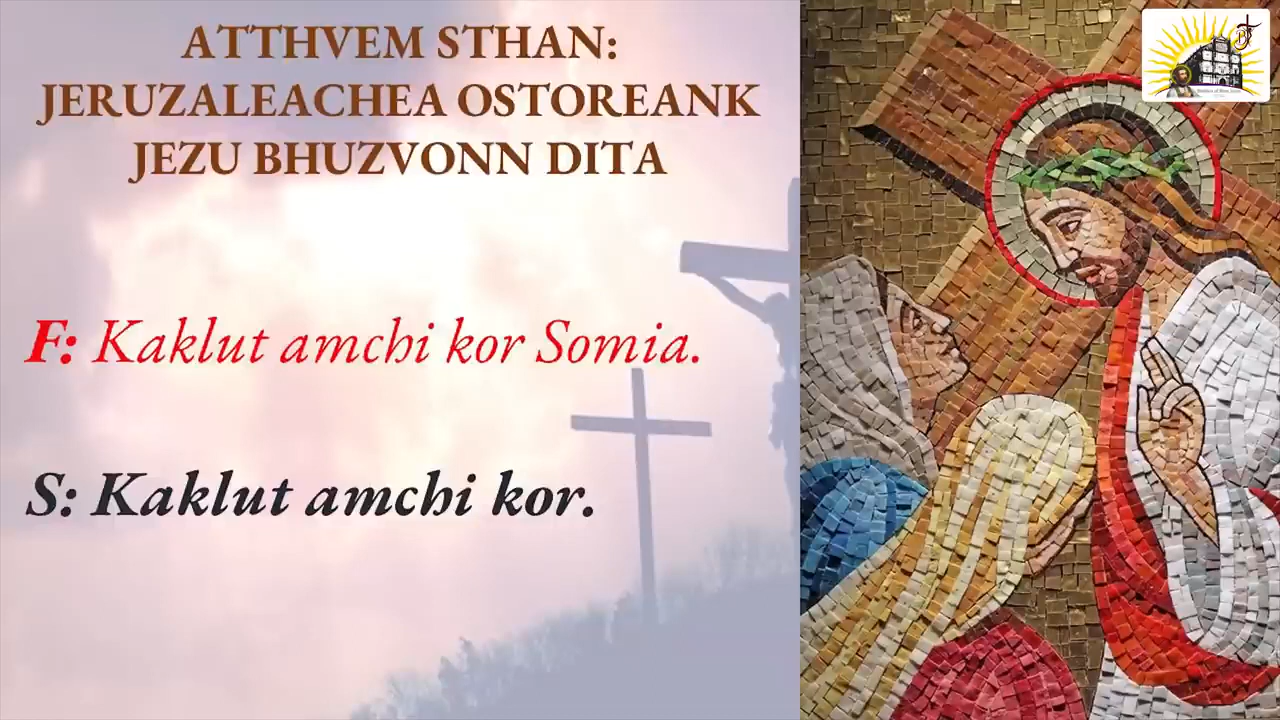 ATTHVEM STHAN:
JERUZALEACHEA OSTOREANK
JEZU BHUZVONN DITA
F: Kaklut amchi kor Somia.
S: Kaklut amchi kor.